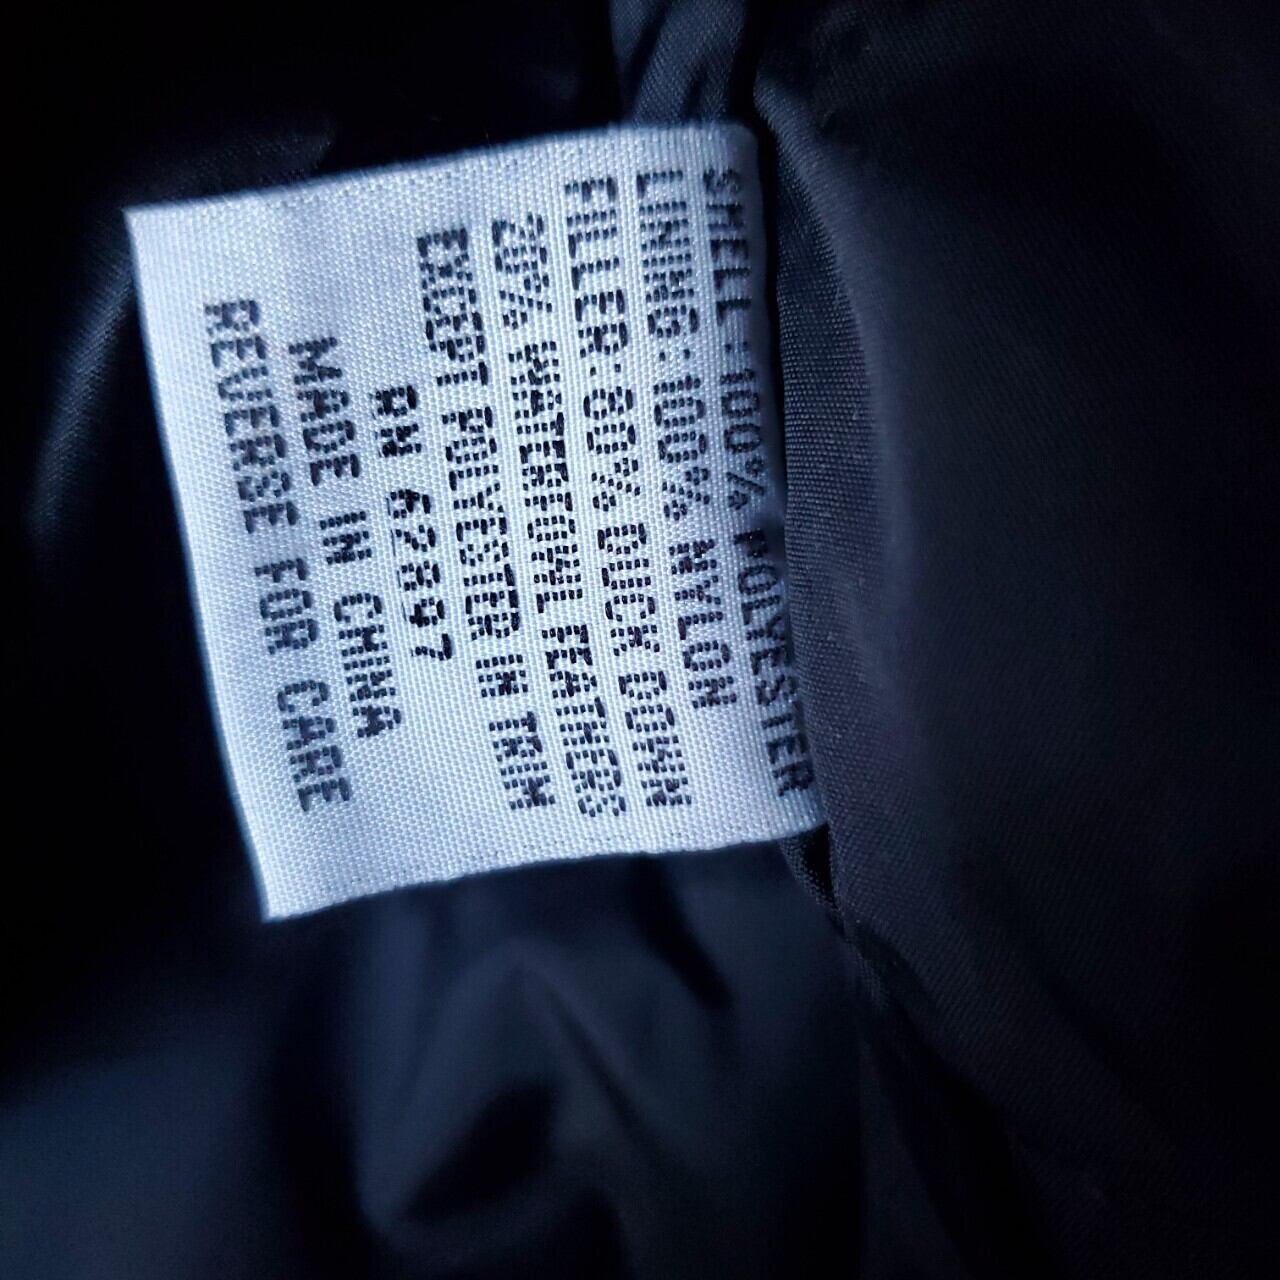 SHELL:100% POLYESTER
LINING:100% NYLON
FILLER:80% DUCK DOWN
20% WATERFOWL FEATHERS
EXCEPT POLYESTER IN TRIM
RN 62897
MADE IN CHINA
REVERSE FOR CARE